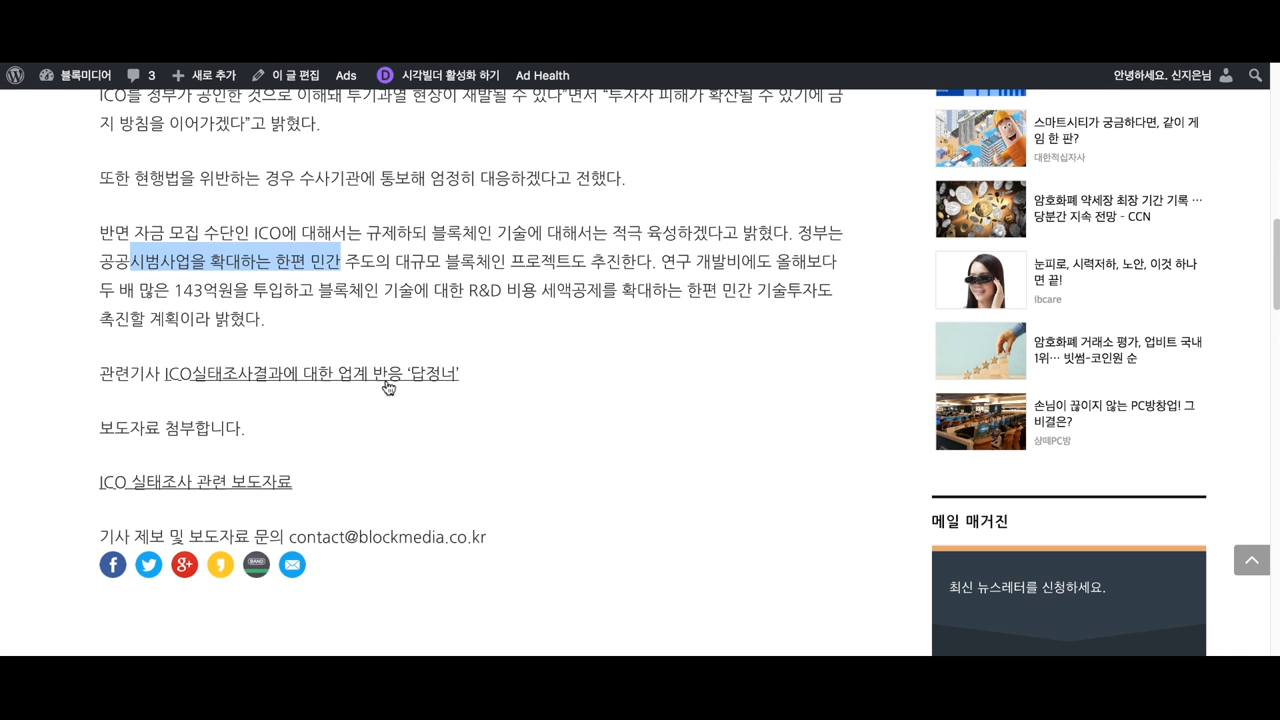 블록미디어 3 새로 추가 이 글 편집 Ads D 시각빌더 활성화 하기 Ad Health 안녕하세요. 신지은님
ICO를 정부가 공인한 것으로 이해돼 투기과열 현상이 재발될 수 있다”면서 “투자자 피해가 확산될 수 있기에 금
지 방침을 이어가겠다”고 밝혔다.
또한 현행법을 위반하는 경우 수사기관에 통보해 엄정히 대응하겠다고 전했다.
반면 자금 모집 수단인 ICO에 대해서는 규제하되 블록체인 기술에 대해서는 적극 육성하겠다고 밝혔다. 정부는
공공시범사업을 확대하는 한편 민간 주도의 대규모 블록체인 프로젝트도 추진한다. 연구 개발비에도 올해보다
두 배 많은 143억원을 투입하고 블록체인 기술에 대한 R&D 비용 세액공제를 확대하는 한편 민간 기술투자도
촉진할 계획이라 밝혔다.
관련기사 ICO실태조사결과에 대한 업계 반응 ‘답정너’
보도자료 첨부합니다.
ICO 실태조사 관련 보도자료
기사 제보 및 보도자료 문의 contact@blockmedia.co.kr
BAND
스마트시티가 궁금하다면, 같이 게
임 한 판?
대한적십자사
암호화폐 약세장 최장 기간 기록 …
당분간 지속 전망 – CCN
눈피로, 시력저하, 노안, 이것 하나
면 끝!
ibcare
암호화폐 거래소 평가, 업비트 국내
1위… 빗썸–코인원 순
손님이 끊이지 않는 PC방창업! 그
비결은?
상떼PC방
메일 매거진
최신 뉴스레터를 신청하세요.